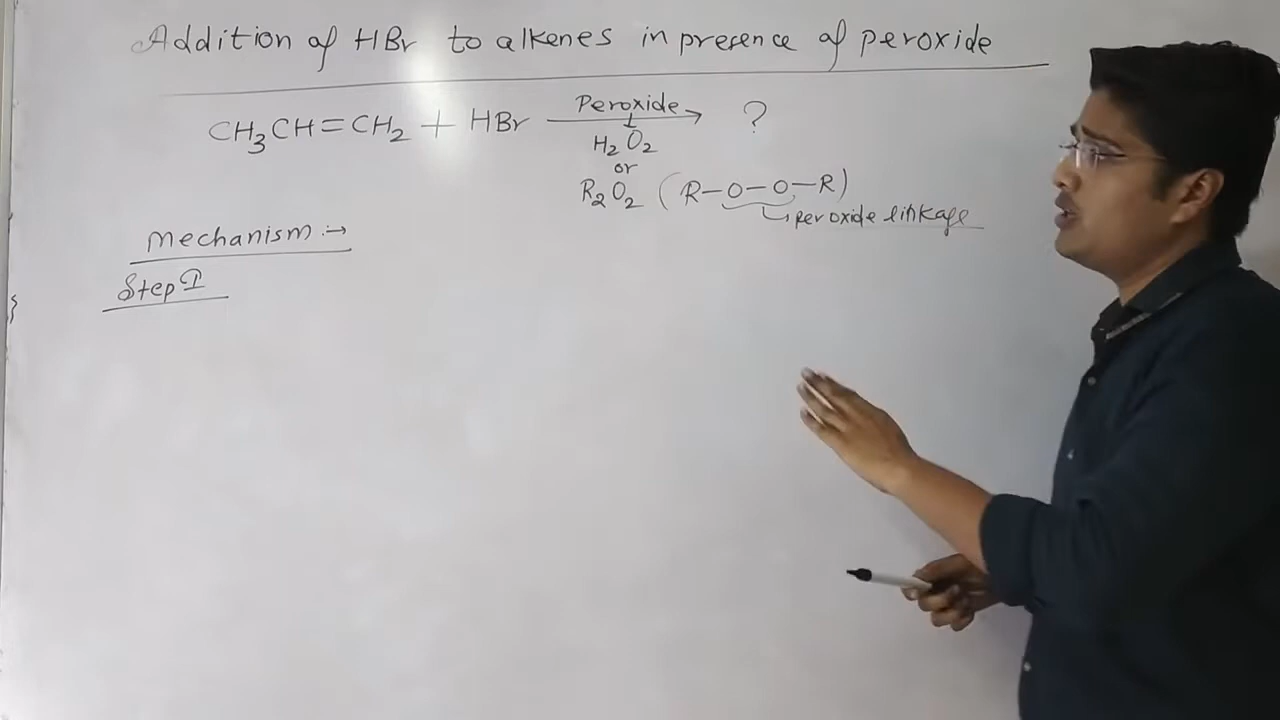 Addition of HBr to alkenes in presence of peroxide
CH₃CH=CH₂ + HBr Peroxide → ?
H₂O₂
or
R₂O₂ (R-O-O-R)
↳ peroxide linkage
Mechanism :→
Step I